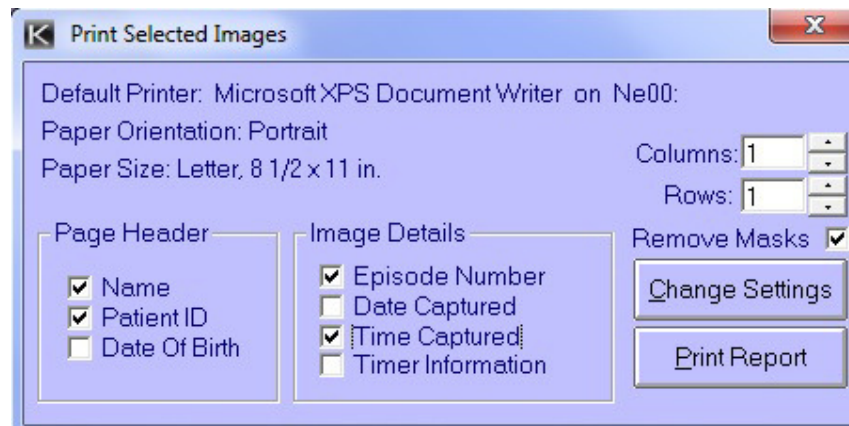 Print Selected Images
Default Printer: Microsoft XPS Document Writer on Ne00:
Paper Orientation: Portrait
Paper Size: Letter, 8 1/2 x 11 in.
Columns: 1
Rows: 1
Remove Masks
Page Header
Name
Patient ID
Date Of Birth
Image Details
Episode Number
Date Captured
Time Captured
Timer Information
Change Settings
Print Report